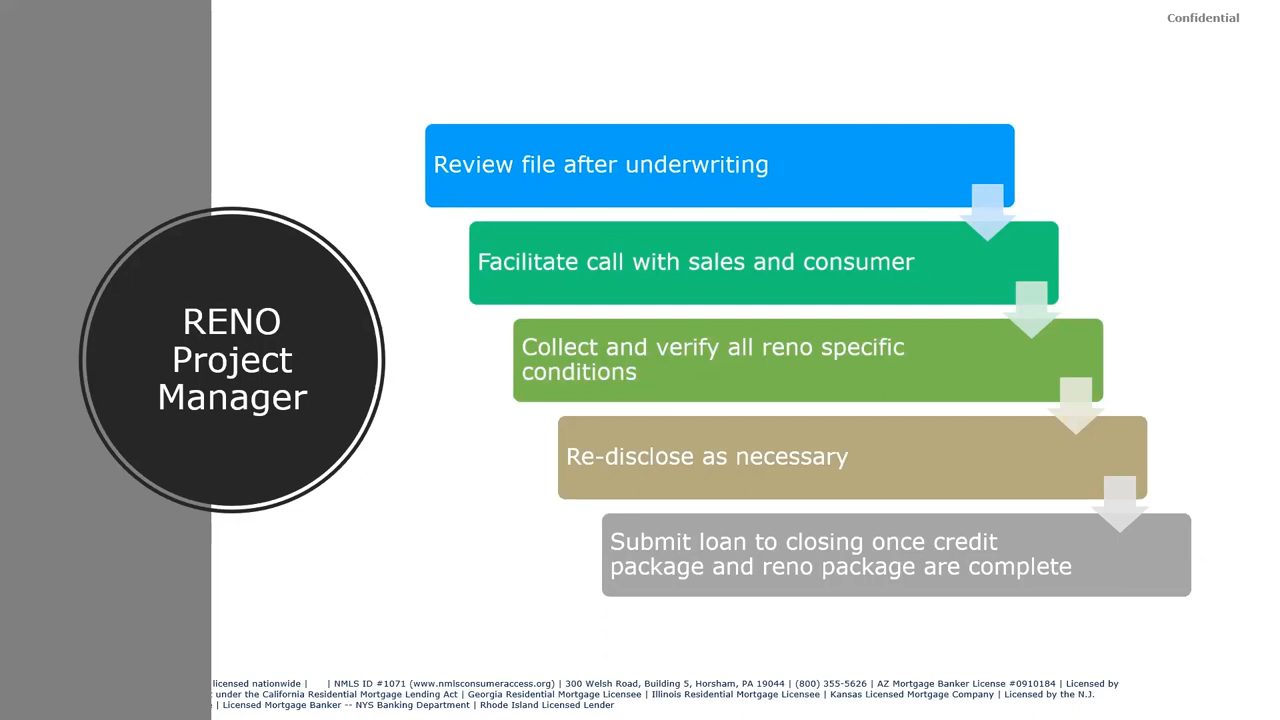 Confidential
RENO
Project
Manager
Review file after underwriting
Facilitate call with sales and consumer
Collect and verify all reno specific
conditions
Re-disclose as necessary
Submit loan to closing once credit
package and reno package are complete
licensed nationwide | | NMLS ID #1071 (www.nmlsconsumeraccess.org) | 300 Welsh Road, Building 5, Horsham, PA 19044 | (800) 355-5626 | AZ Mortgage Banker License #0910184 | Licensed by
under the California Residential Mortgage Lending Act | Georgia Residential Mortgage Licensee | Illinois Residential Mortgage Licensee | Kansas Licensed Mortgage Company | Licensed by the N.J.
| Licensed Mortgage Banker -- NYS Banking Department | Rhode Island Licensed Lender